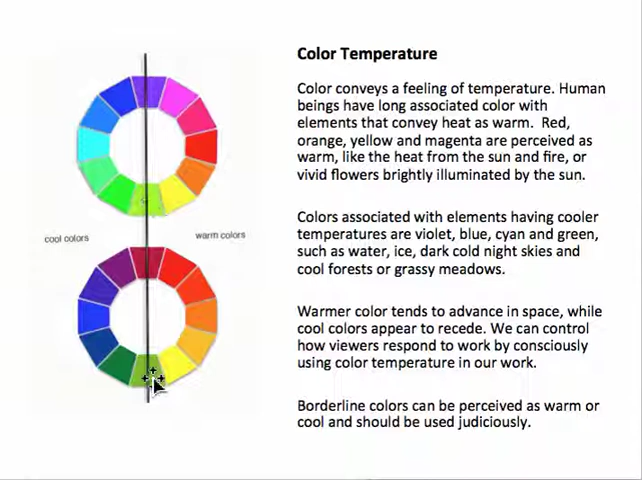 Color Temperature
Color conveys a feeling of temperature. Human
beings have long associated color with
elements that convey heat as warm.  Red,
orange, yellow and magenta are perceived as
warm, like the heat from the sun and fire, or
vivid flowers brightly illuminated by the sun.
Colors associated with elements having cooler
temperatures are violet, blue, cyan and green,
such as water, ice, dark cold night skies and
cool forests or grassy meadows.
Warmer color tends to advance in space, while
cool colors appear to recede. We can control
how viewers respond to work by consciously
using color temperature in our work.
Borderline colors can be perceived as warm or
cool and should be used judiciously.
cool colors
warm colors